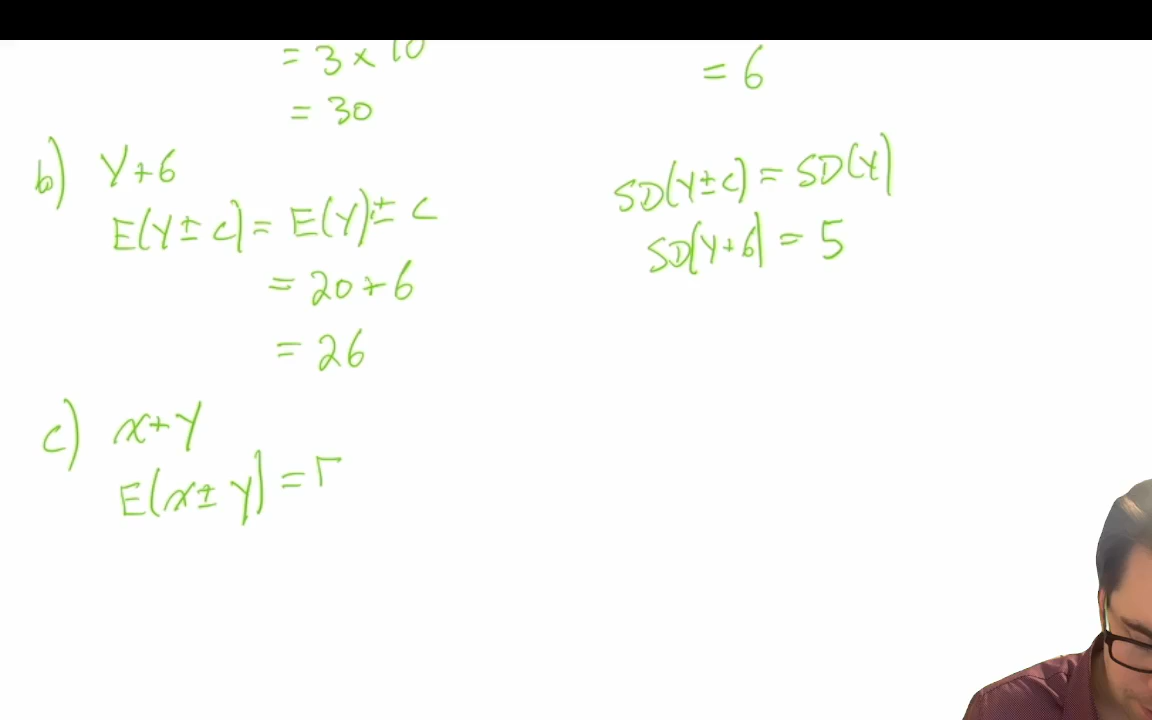 = 3 × 10
= 30
= 6
b) Y+6
E(Y ± c) = E(Y) ± c
= 20+6
= 26
SD(Y±c) = SD(Y)
SD(Y+6) = 5
c) x+y
E(x± y) =